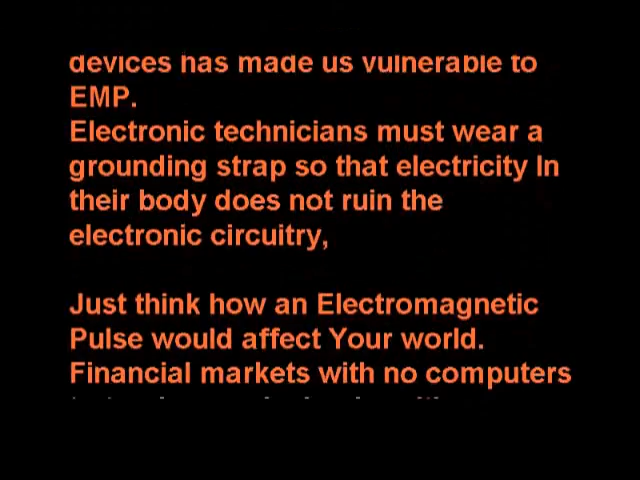 devices has made us vulnerable to
EMP.
Electronic technicians must wear a
grounding strap so that electricity In
their body does not ruin the
electronic circuitry,
Just think how an Electromagnetic
Pulse would affect Your world.
Financial markets with no computers